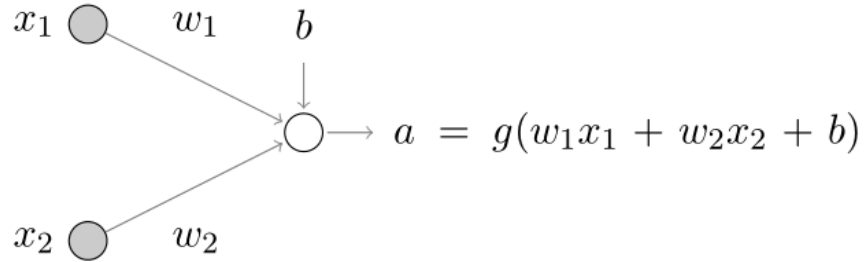 x₁ w₁ b
a = g(w₁x₁ + w₂x₂ + b)
x₂ w₂